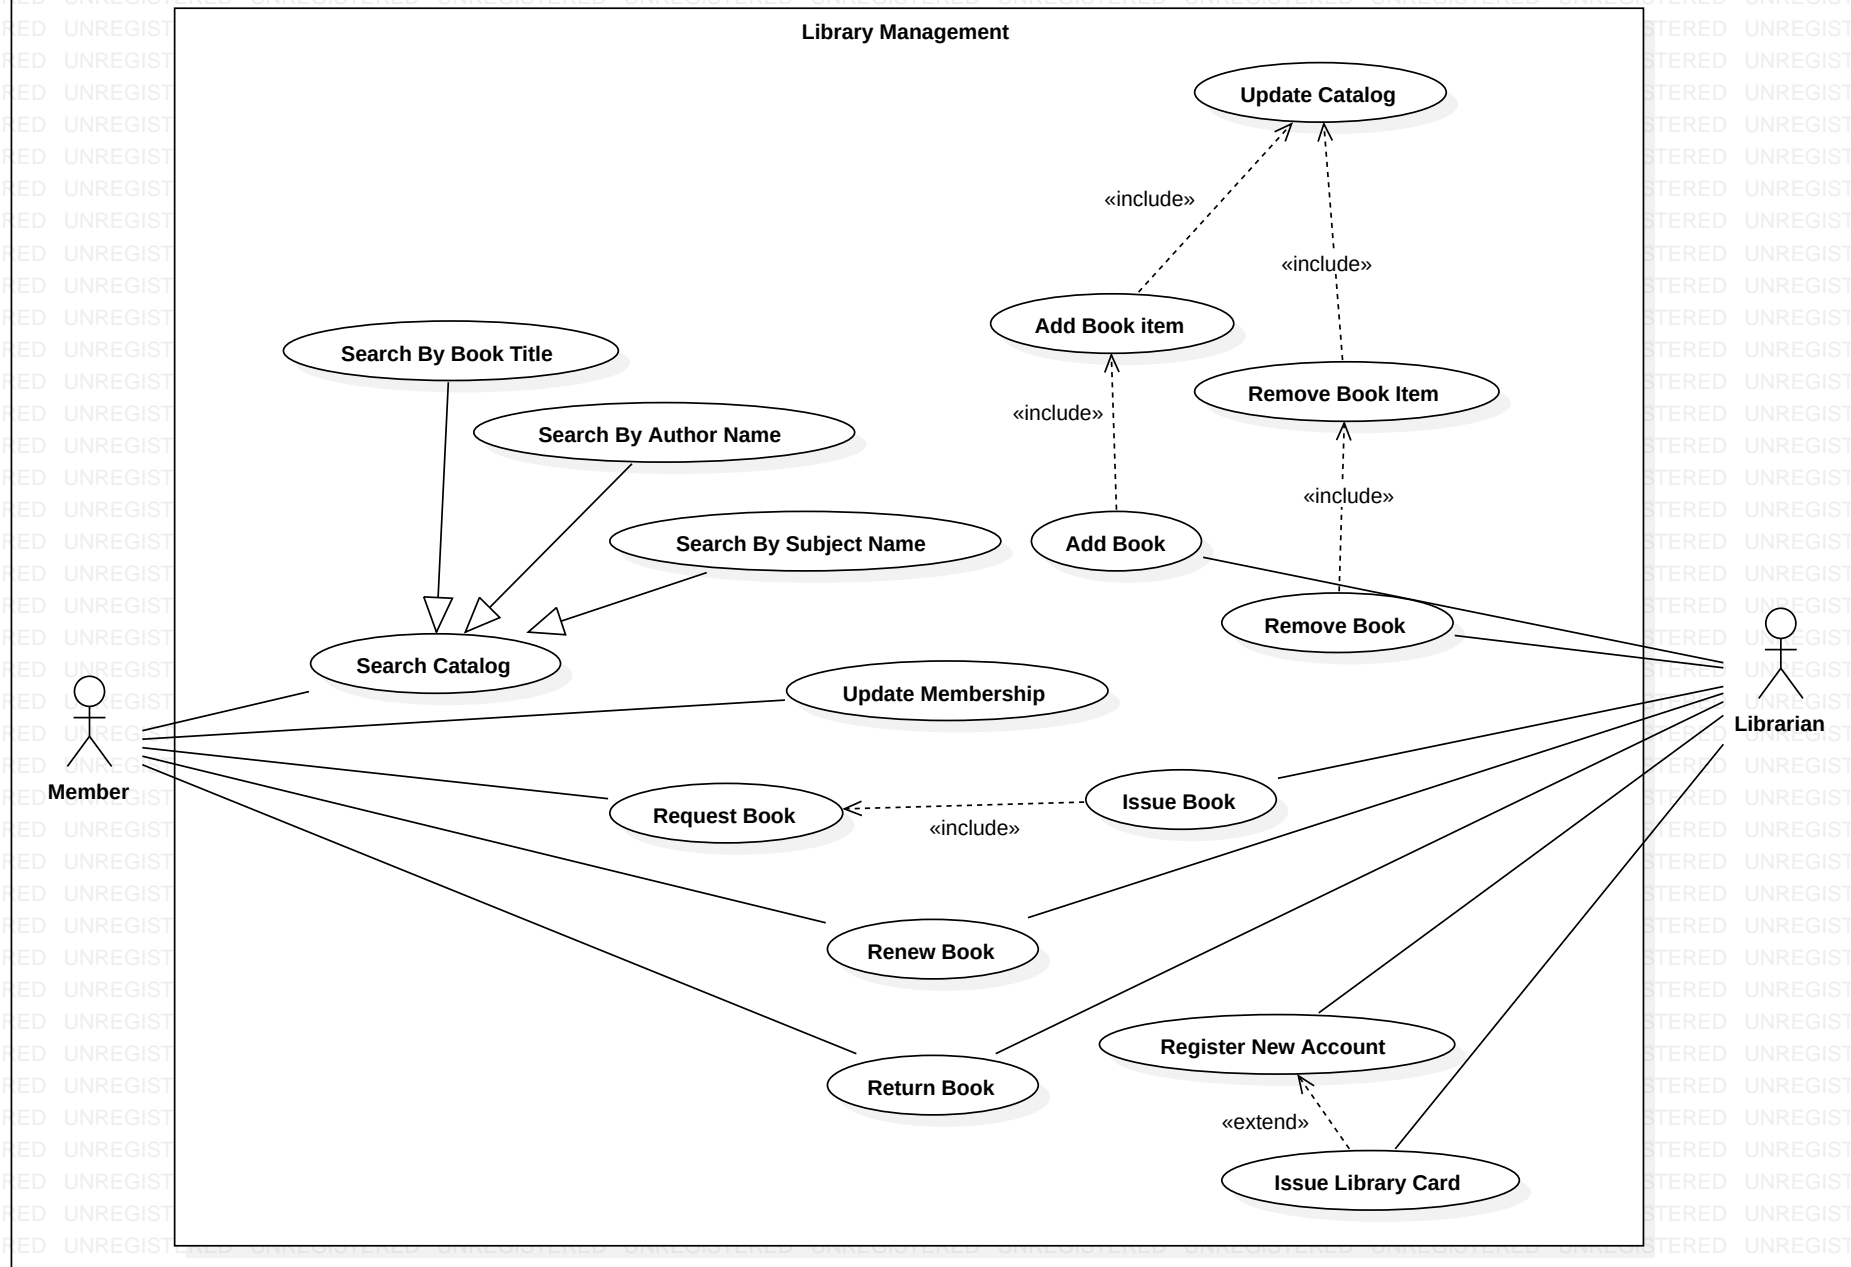 Library Management
Update Catalog
«include»
«include»
Add Book item
Search By Book Title
Remove Book Item
«include»
Search By Author Name
«include»
Search By Subject Name
Add Book
Remove Book
Search Catalog
Update Membership
Librarian
Member
Request Book
«include»
Issue Book
Renew Book
Register New Account
Return Book
«extend»
Issue Library Card
UNREGISTERED